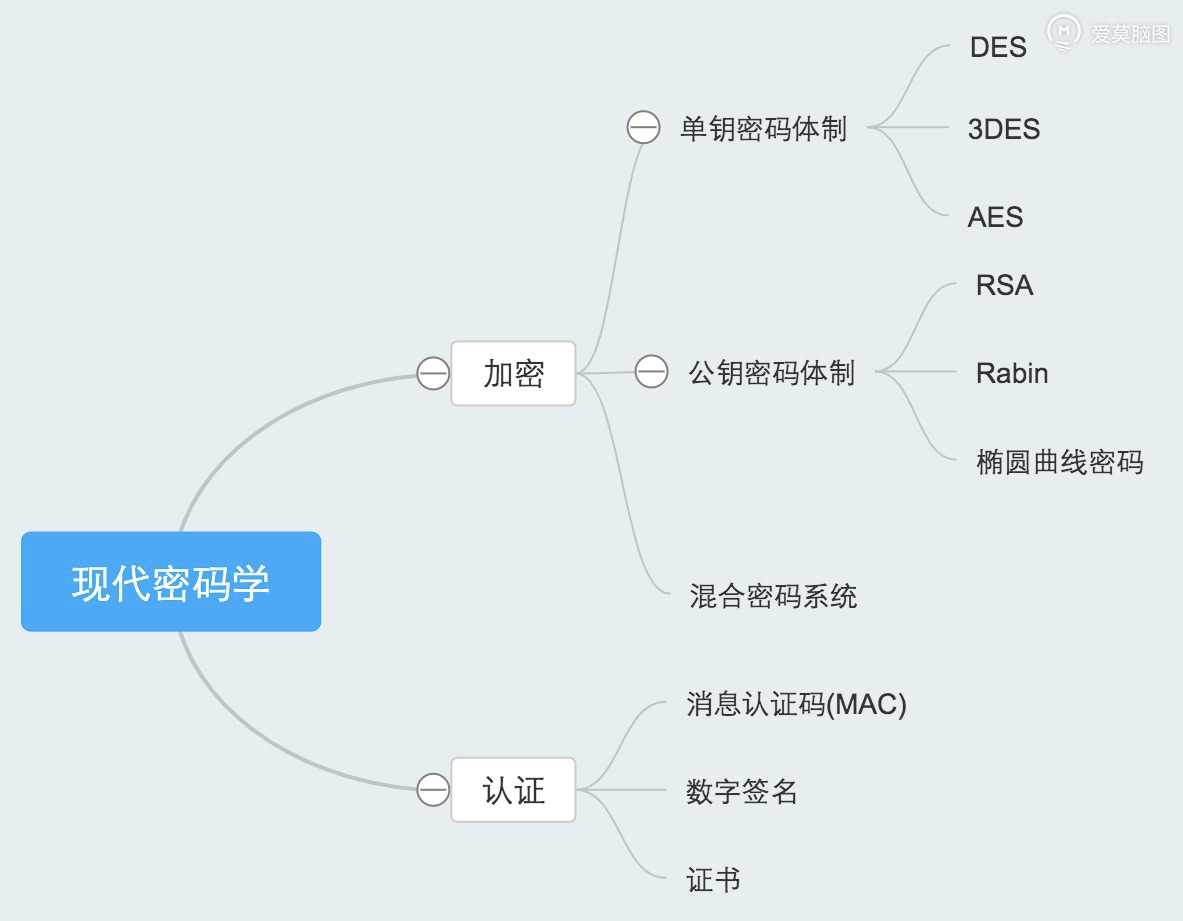 爱莫脑图
DES
单钥密码体制
3DES
AES
RSA
加密
公钥密码体制
Rabin
椭圆曲线密码
现代密码学
混合密码系统
消息认证码(MAC)
认证
数字签名
证书